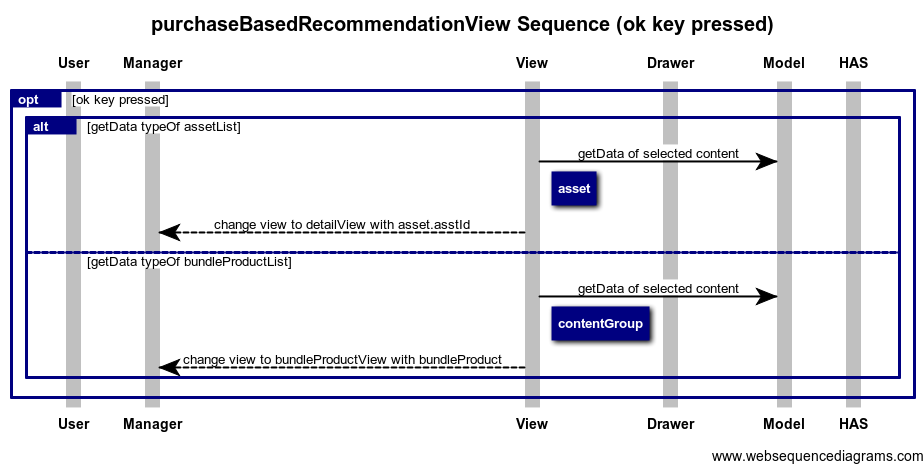 purchaseBasedRecommendationView Sequence (ok key pressed)
User Manager View Drawer Model HAS
opt [ok key pressed]
alt [getData typeOf assetList]
getData of selected content
asset
change view to detailView with asset.asstId
[getData typeOf bundleProductList]
getData of selected content
contentGroup
change view to bundleProductView with bundleProduct
User Manager View Drawer Model HAS
www.websequencediagrams.com